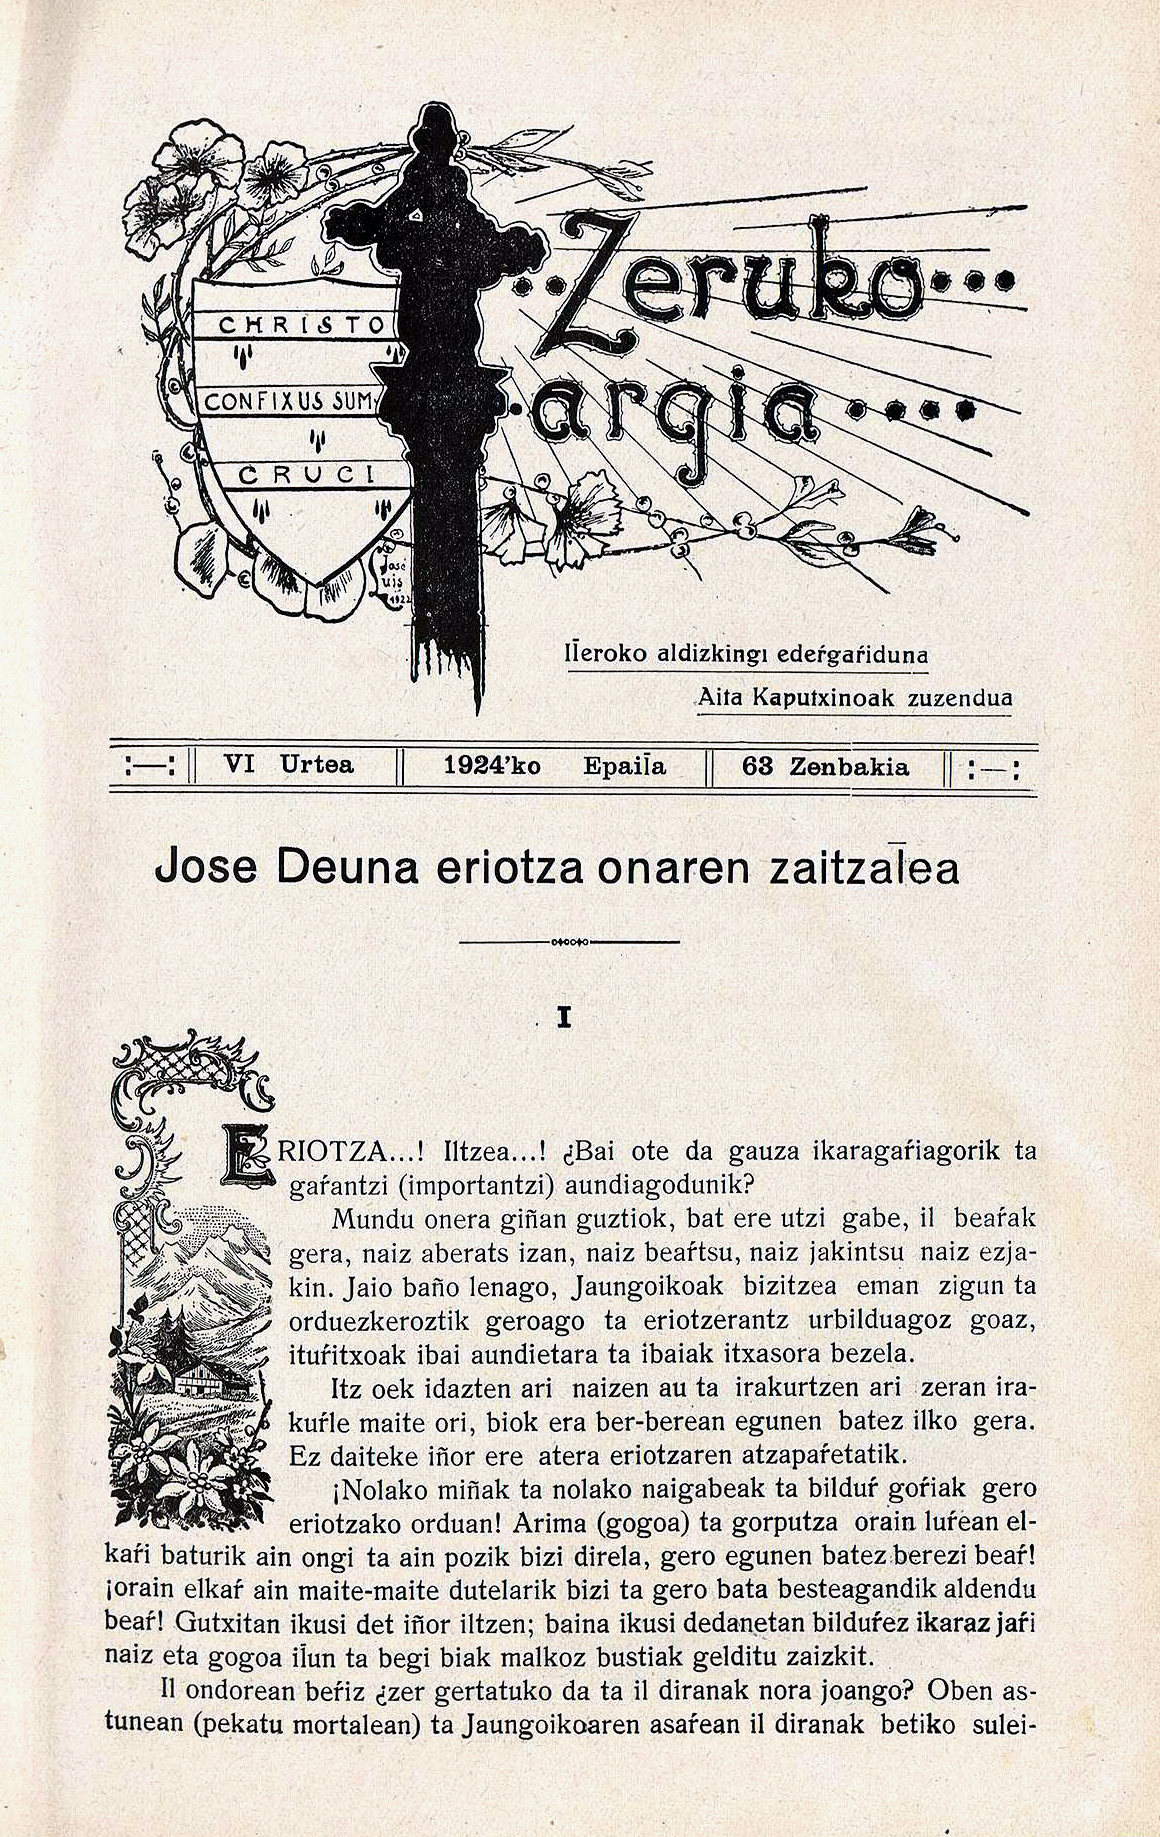 Zeruko
argia
CHRISTO
CONFIXUS SUM
CRUCI
José
Luis
1922
Il̄eroko aldizkingi edeŕgaŕiduna
Aita Kaputxinoak zuzendua
VI Urtea 1924'ko Epail̄a 63 Zenbakia
Jose Deuna eriotza onaren zaitzal̄ea
I
ERIOTZA...! Iltzea...! ¿Bai ote da gauza ikaragaŕiagorik ta
gaŕantzi (importantzi) aundiagodunik?
Mundu onera giñan guztiok, bat ere utzi gabe, il beaŕak
gera, naiz aberats izan, naiz beaŕtsu, naiz jakintsu naiz ezja-
kin. Jaio baño lenago, Jaungoikoak bizitzea eman zigun ta
orduezkeroztik geroago ta eriotzerantz urbilduagoz goaz,
ituŕitxoak ibai aundietara ta ibaiak itxasora bezela.
Itz oek idazten ari naizen au ta irakurtzen ari zeran ira-
kuŕle maite ori, biok era ber-berean egunen batez ilko gera.
Ez daiteke iñor ere atera eriotzaren atzapaŕetatik.
¡Nolako miñak ta nolako naigabeak ta bilduŕ goŕiak gero
eriotzako orduan! Arima (gogoa) ta gorputza orain luŕean el-
kaŕi baturik ain ongi ta ain pozik bizi direla, gero egunen batez berezi beaŕ!
¡orain elkaŕ ain maite-maite dutelarik bizi ta gero bata besteagandik aldendu
beaŕ! Gutxitan ikusi det iñor iltzen; baina ikusi dedanetan bilduŕez ikaraz jaŕi
naiz eta gogoa il̄un ta begi biak malkoz bustiak gelditu zaizkit.
Il ondorean beŕiz ¿zer gertatuko da ta il diranak nora joango? Oben as-
tunean (pekatu mortalean) ta Jaungoikoaren asaŕean il diranak betiko sulei-